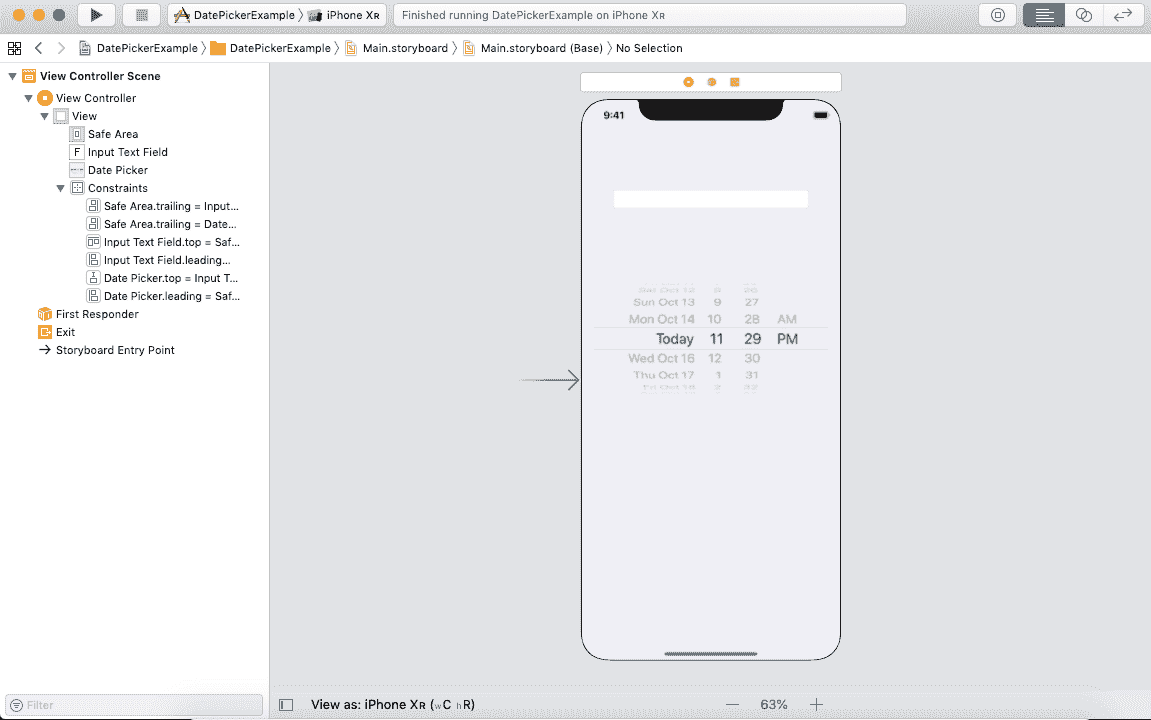 DatePickerExample iPhone XR Finished running DatePickerExample on iPhone XR
DatePickerExample DatePickerExample Main.storyboard Main.storyboard (Base) No Selection
View Controller Scene
View Controller
View
Safe Area
F Input Text Field
Date Picker
Constraints
Safe Area.trailing = Input...
Safe Area.trailing = Date...
Input Text Field.top = Saf...
Input Text Field.leading...
Date Picker.top = Input T...
Date Picker.leading = Saf...
First Responder
Exit
Storyboard Entry Point
9:41
Sat Oct 12 8 26
Sun Oct 13 9 27
Mon Oct 14 10 28 AM
Today 11 29 PM
Wed Oct 16 12 30
Thu Oct 17 1 31
Fri Oct 18 2 32
Filter
View as: iPhone XR (wC hR) 63%